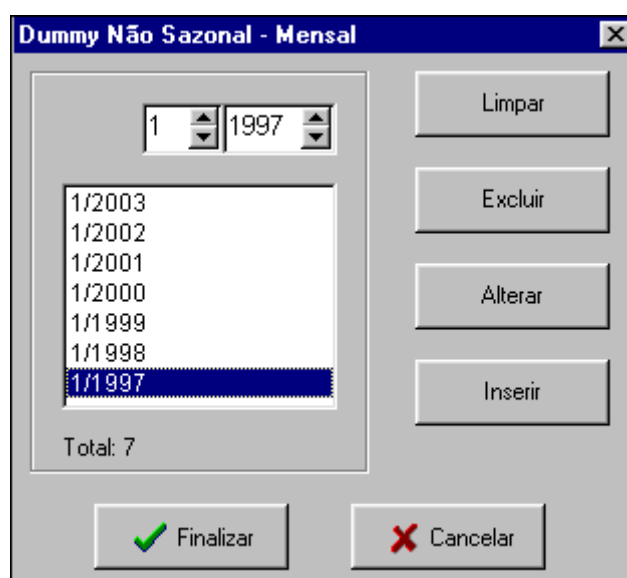 Dummy Não Sazonal - Mensal
1 1997
1/2003
1/2002
1/2001
1/2000
1/1999
1/1998
1/1997
Total: 7
Limpar
Excluir
Alterar
Inserir
Finalizar
Cancelar